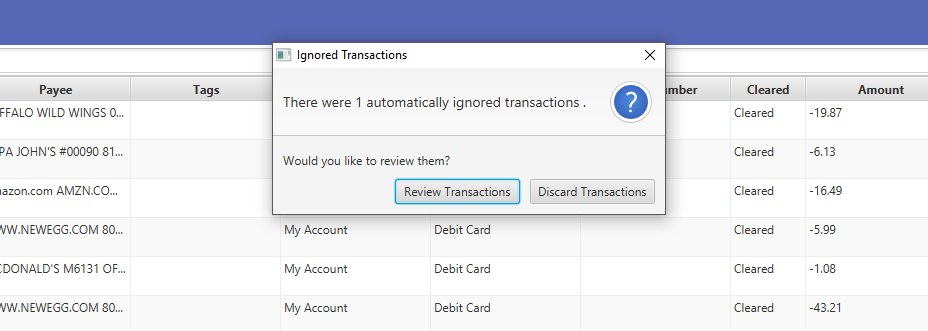 Ignored Transactions
Payee Tags mber Cleared Amount
There were 1 automatically ignored transactions .
?
FFALO WILD WINGS 0... Cleared -19.87
PA JOHN'S #00090 81... Cleared -6.13
Would you like to review them?
nazon.com AMZN.CO... Review Transactions Discard Transactions Cleared -16.49
WW.NEWEGG.COM 80... My Account Debit Card Cleared -5.99
CDONALD'S M6131 OF... My Account Debit Card Cleared -1.08
WW.NEWEGG.COM 80... My Account Debit Card Cleared -43.21